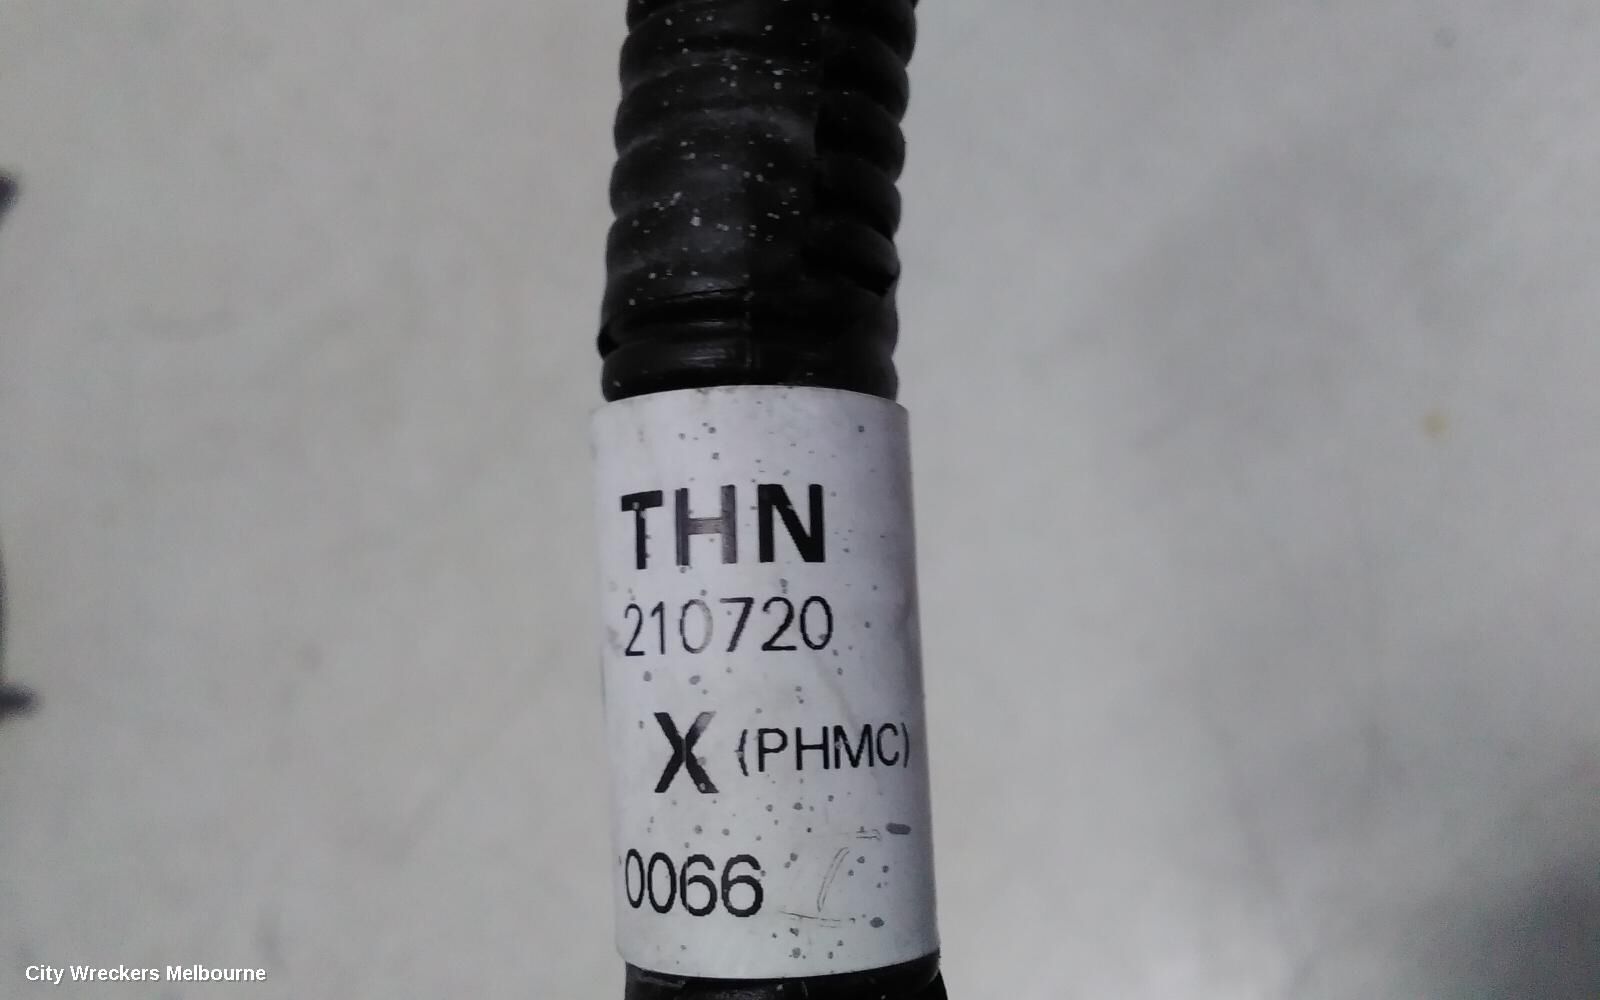 THN
210720
X (PHMC)
0066
City Wreckers Melbourne